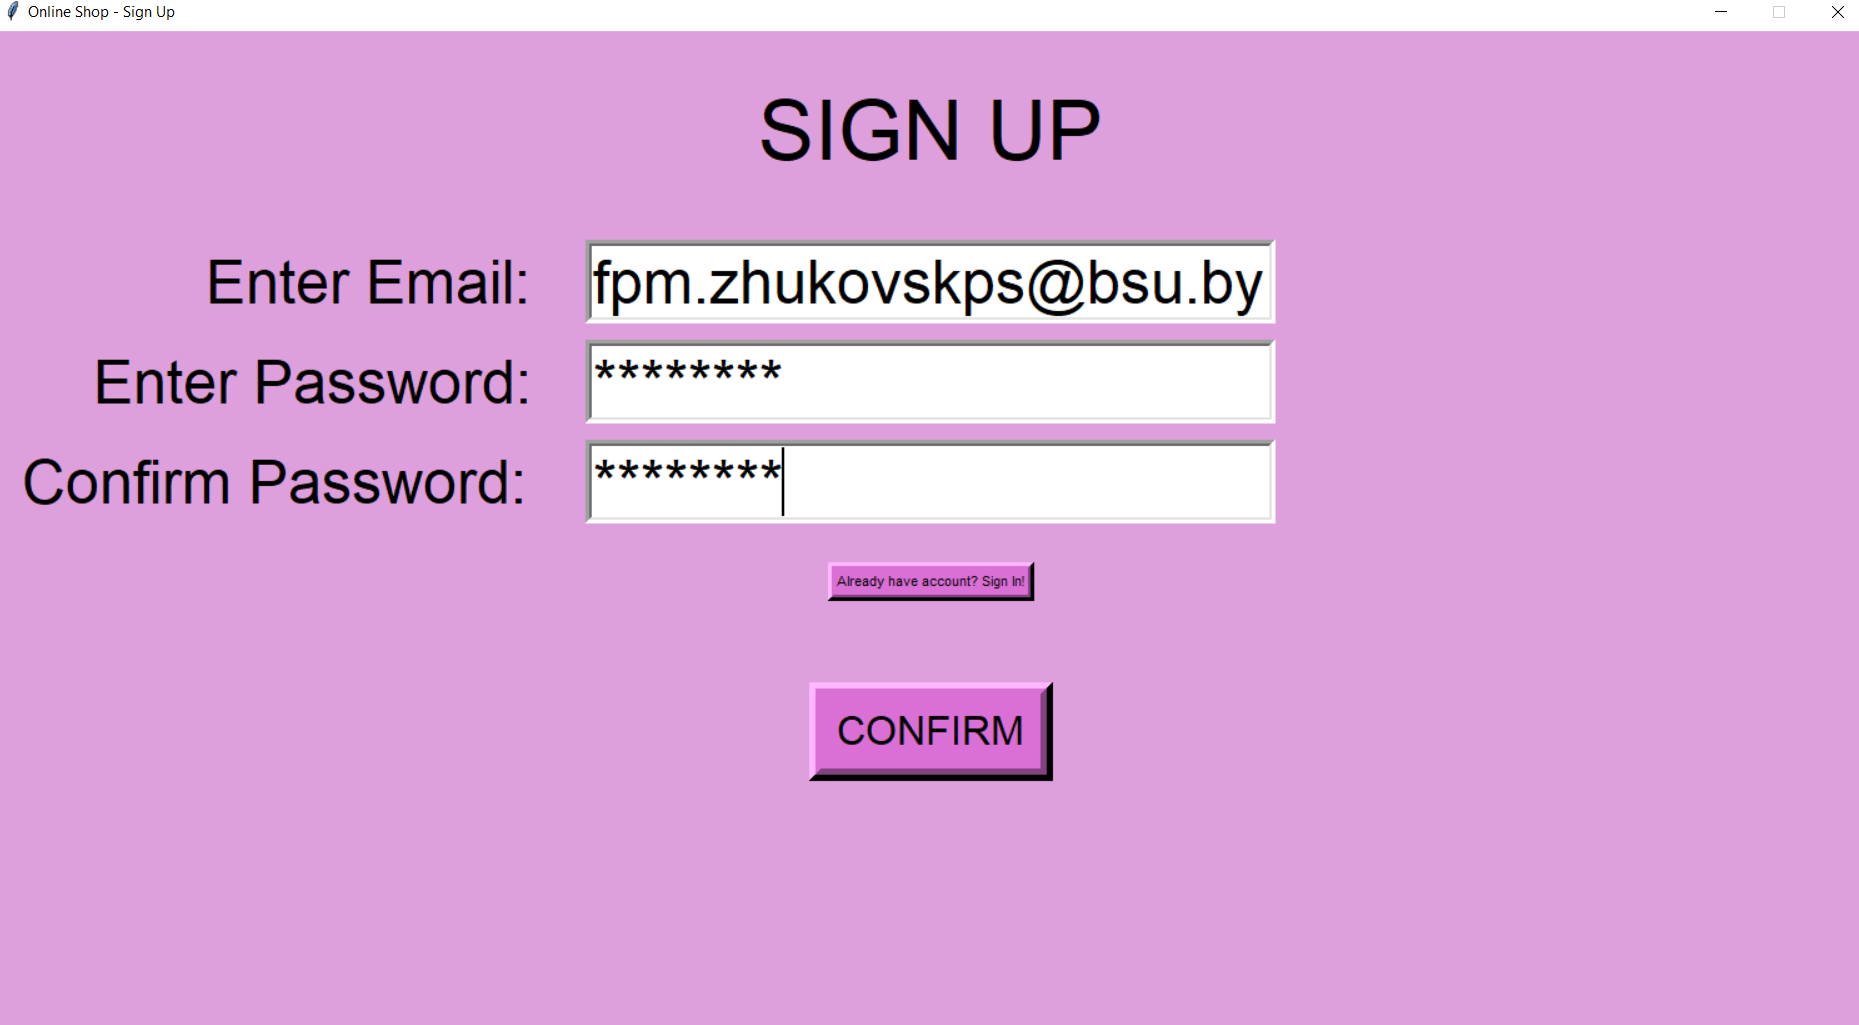 Online Shop - Sign Up
SIGN UP
Enter Email: fpm.zhukovskps@bsu.by
Enter Password: ********
Confirm Password: ********
Already have account? Sign In!
CONFIRM